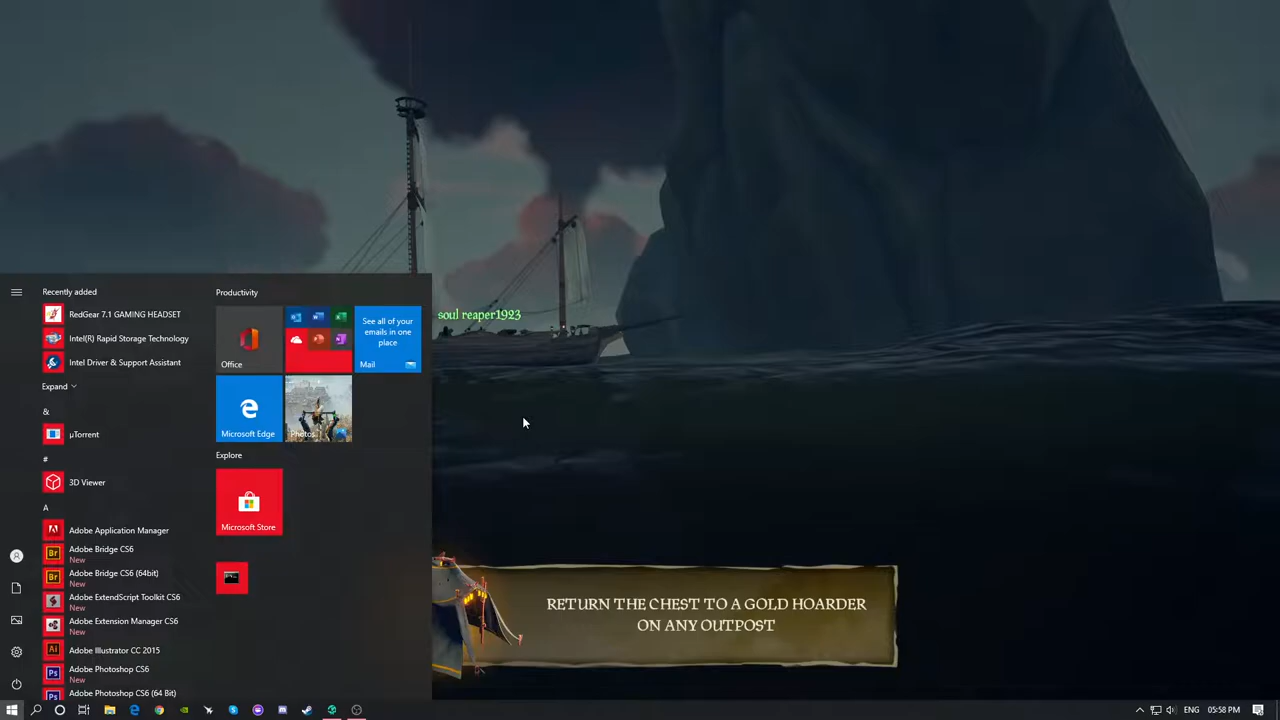 Recently added
RedGear 7.1 GAMING HEADSET
Intel(R) Rapid Storage Technology
Intel Driver & Support Assistant
Expand
&
µTorrent
#
3D Viewer
A
Adobe Application Manager
Adobe Bridge CS6
New
Adobe Bridge CS6 (64bit)
New
Adobe ExtendScript Toolkit CS6
New
Adobe Extension Manager CS6
New
Adobe Illustrator CC 2015
Adobe Photoshop CS6
New
Adobe Photoshop CS6 (64 Bit)
Productivity
Office
See all of your
emails in one
place
Mail
Microsoft Edge
Photos
Explore
Microsoft Store
soul reaper1923
RETURN THE CHEST TO A GOLD HOARDER
ON ANY OUTPOST
ENG
05:58 PM